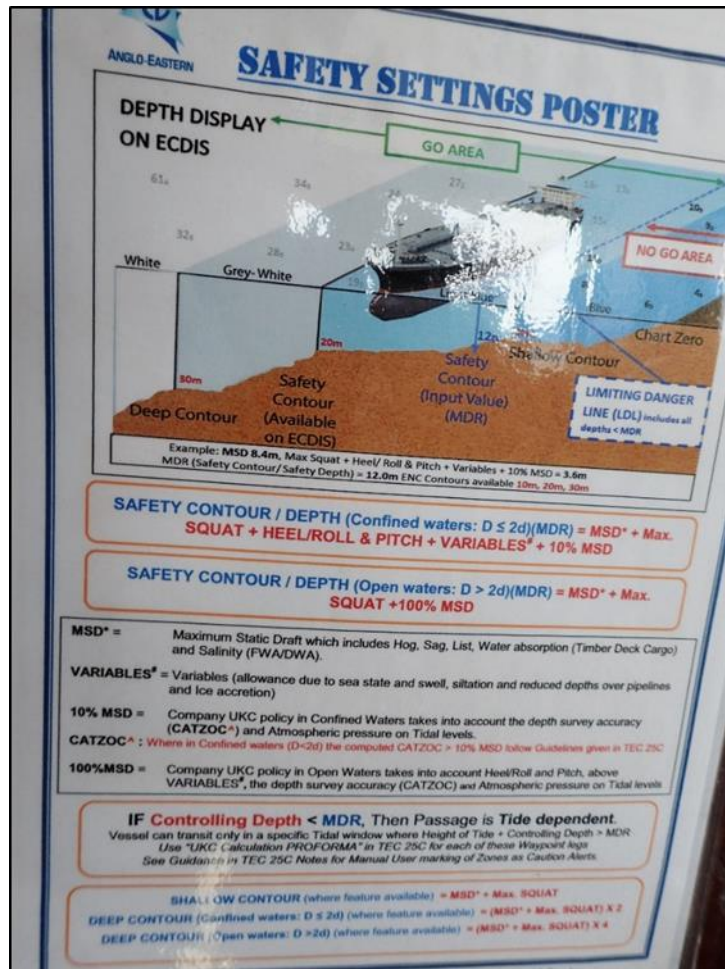 ANGLO-EASTERN
SAFETY SETTINGS POSTER
DEPTH DISPLAY
ON ECDIS
GO AREA
NO GO AREA
White
Grey-White
Blue
Chart Zero
30m
20m
Deep Contour
Safety
Contour
(Available
on ECDIS)
Safety
Contour
(Input Value)
(MDR)
Shallow Contour
LIMITING DANGER
LINE (LDL) includes all
depths < MDR
Example: MSD 8.4m, Max Squat + Heel/ Roll & Pitch + Variables + 10% MSD = 3.6m
MDR (Safety Contour/ Safety Depth) = 12.0m ENC Contours available 10m, 20m, 30m
SAFETY CONTOUR / DEPTH (Confined waters: D ≤ 2d)(MDR) = MSD* + Max.
SQUAT + HEEL/ROLL & PITCH + VARIABLES# + 10% MSD
SAFETY CONTOUR / DEPTH (Open waters: D > 2d)(MDR) = MSD* + Max.
SQUAT +100% MSD
MSD* = Maximum Static Draft which includes Hog, Sag, List, Water absorption (Timber Deck Cargo)
and Salinity (FWA/DWA).
VARIABLES# = Variables (allowance due to sea state and swell, siltation and reduced depths over pipelines
and Ice accretion)
10% MSD = Company UKC policy in Confined Waters takes into account the depth survey accuracy
(CATZOC^) and Atmospheric pressure on Tidal levels.
CATZOC^ : Where in Confined waters (D<2d) the computed CATZOC > 10% MSD follow Guidelines given in TEC 25C
100%MSD = Company UKC policy in Open Waters takes into account Heel/Roll and Pitch, above
VARIABLES#, the depth survey accuracy (CATZOC) and Atmospheric pressure on Tidal levels
IF Controlling Depth < MDR, Then Passage is Tide dependent.
Vessel can transit only in a specific Tidal window where Height of Tide + Controlling Depth > MDR
Use "UKC Calculation PROFORMA" in TEC 25C for each of these Waypoint legs
See Guidance in TEC 25C Notes for Manual User marking of Zones as Caution Alerts.
SHALLOW CONTOUR (where feature available) = MSD* + Max. SQUAT
DEEP CONTOUR (Confined waters: D ≤ 2d) (where feature available) = (MSD* + Max. SQUAT) X 2
DEEP CONTOUR (Open waters: D >2d) (where feature available) = (MSD* + Max. SQUAT) X 4